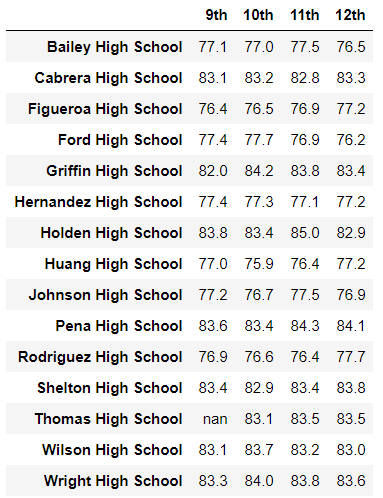 9th 10th 11th 12th
Bailey High School 77.1 77.0 77.5 76.5
Cabrera High School 83.1 83.2 82.8 83.3
Figueroa High School 76.4 76.5 76.9 77.2
Ford High School 77.4 77.7 76.9 76.2
Griffin High School 82.0 84.2 83.8 83.4
Hernandez High School 77.4 77.3 77.1 77.2
Holden High School 83.8 83.4 85.0 82.9
Huang High School 77.0 75.9 76.4 77.2
Johnson High School 77.2 76.7 77.5 76.9
Pena High School 83.6 83.4 84.3 84.1
Rodriguez High School 76.9 76.6 76.4 77.7
Shelton High School 83.4 82.9 83.4 83.8
Thomas High School nan 83.1 83.5 83.5
Wilson High School 83.1 83.7 83.2 83.0
Wright High School 83.3 84.0 83.8 83.6